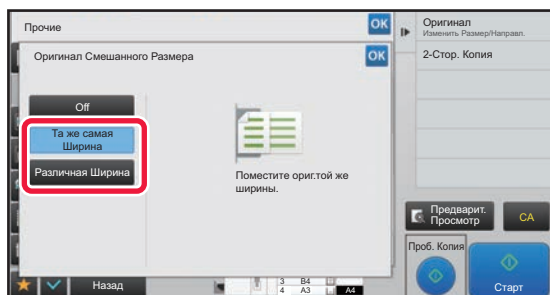 Прочие
OK
Оригинал Смешанного Размера
OK
Off
Та же самая
Ширина
Различная Ширина
Поместите ориг.той же
ширины.
Назад
3 B4
4 A3
A4
Оригинал
Изменить Размер/Направл.
2-Стор. Копия
Предварит.
Просмотр
CA
Проб. Копия
Старт